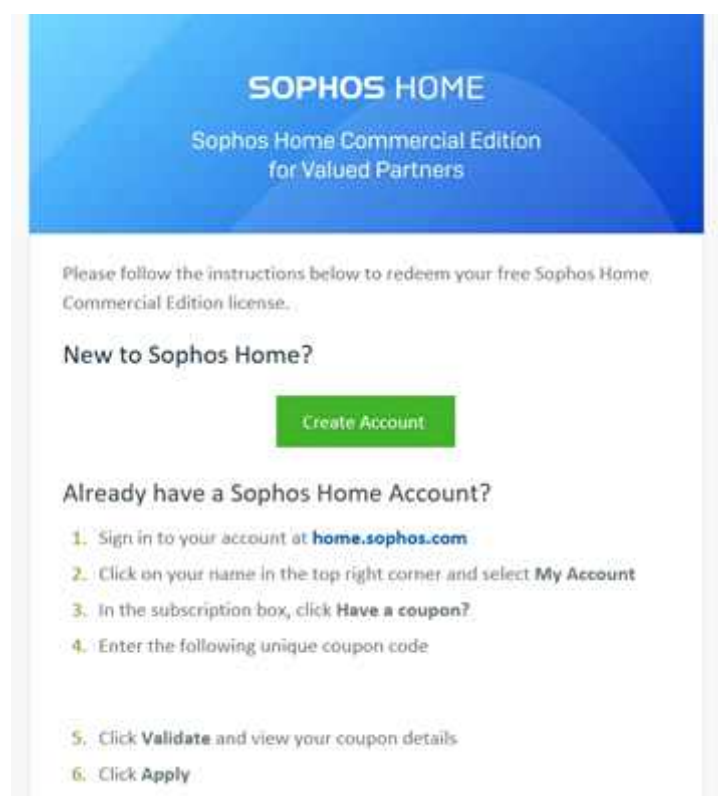 SOPHOS HOME
Sophos Home Commercial Edition
for Valued Partners
Please follow the instructions below to redeem your free Sophos Home
Commercial Edition license.
New to Sophos Home?
Create Account
Already have a Sophos Home Account?
1. Sign in to your account at home.sophos.com
2. Click on your name in the top right corner and select My Account
3. In the subscription box, click Have a coupon?
4. Enter the following unique coupon code
5. Click Validate and view your coupon details
6. Click Apply